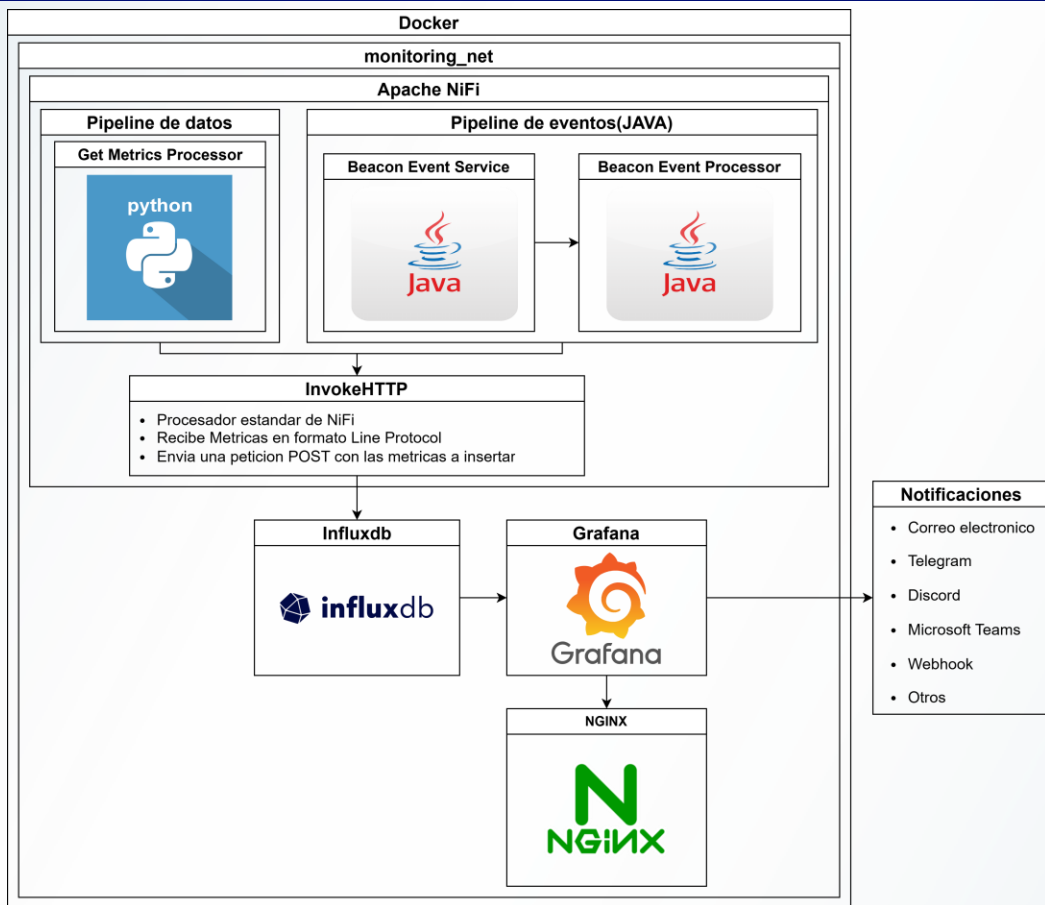 Docker
monitoring_net
Apache NiFi
Pipeline de datos
Get Metrics Processor
python
Pipeline de eventos(JAVA)
Beacon Event Service
Java
Beacon Event Processor
Java
InvokeHTTP
• Procesador estandar de NiFi
• Recibe Metricas en formato Line Protocol
• Envia una peticion POST con las metricas a insertar
Influxdb
influxdb
Grafana
Grafana
NGINX
N
NGiNX
Notificaciones
• Correo electronico
• Telegram
• Discord
• Microsoft Teams
• Webhook
• Otros